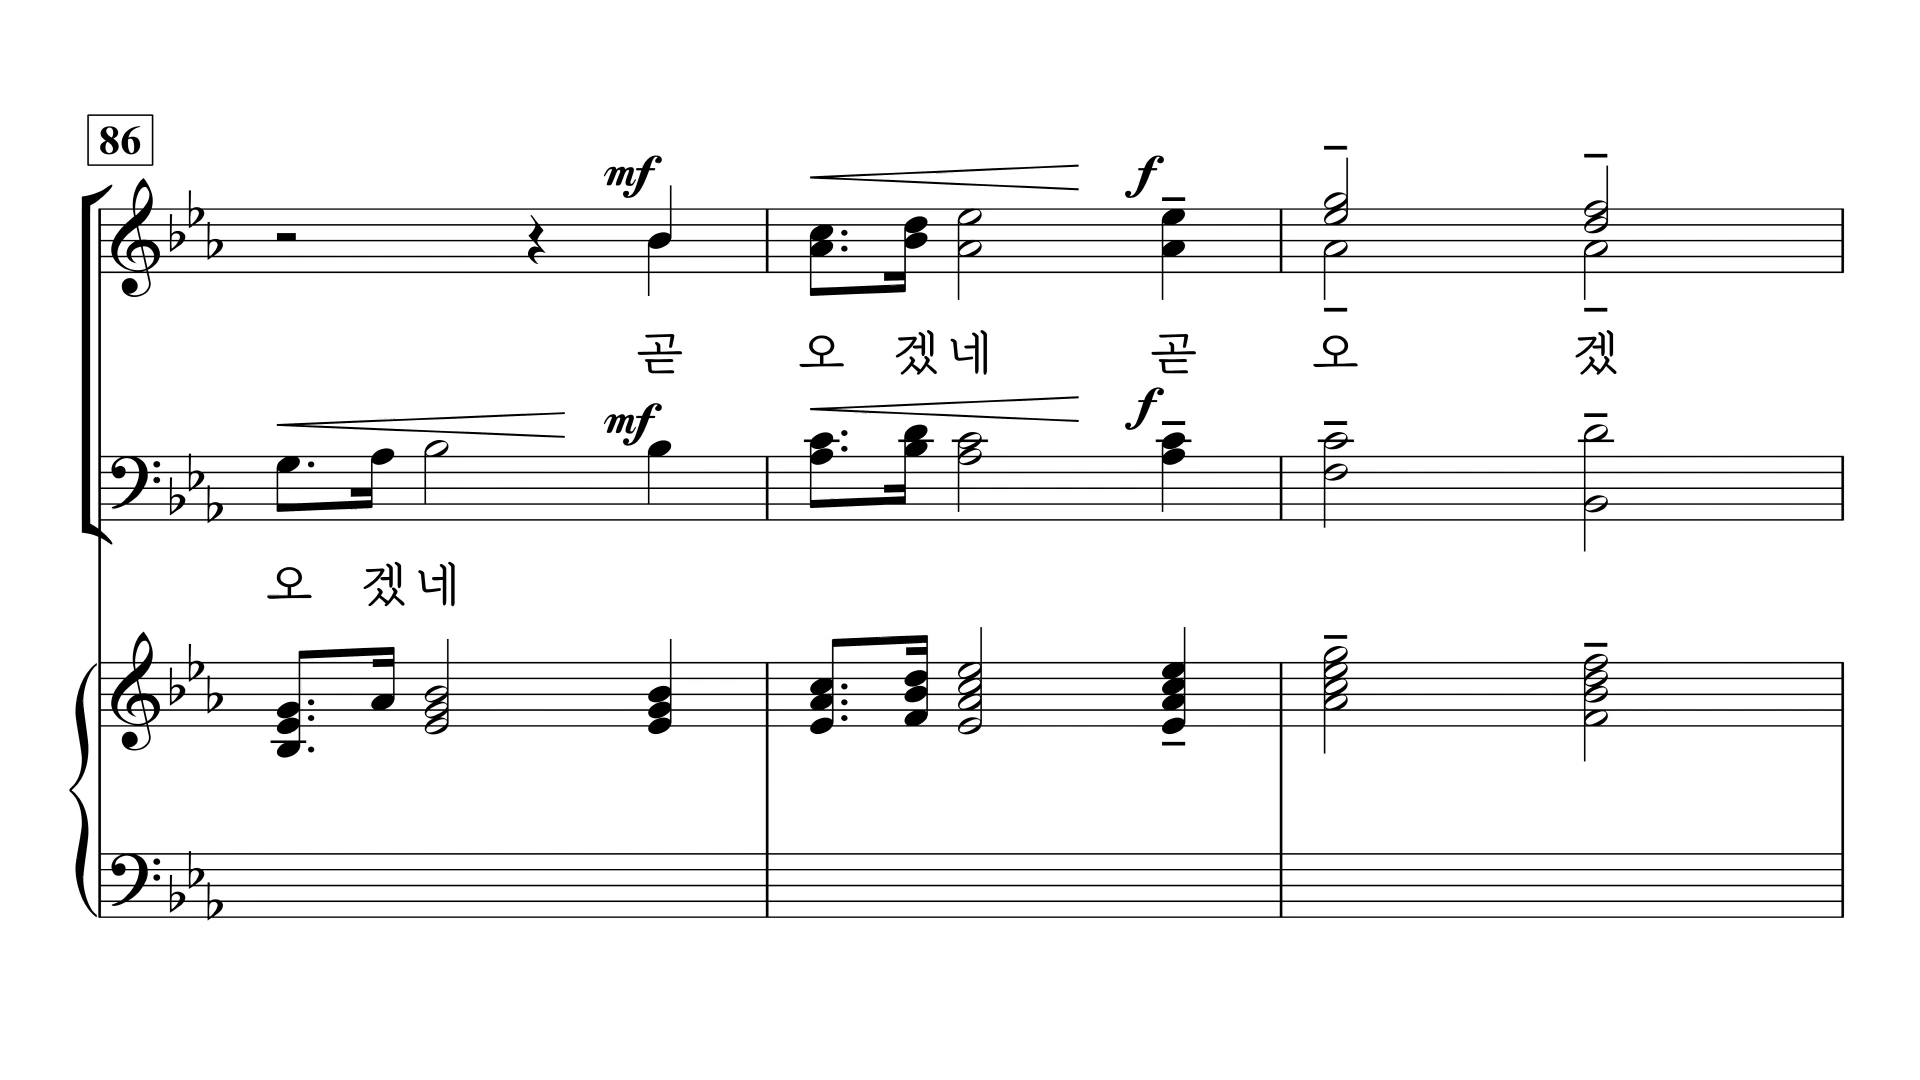 86
mf f
곧 오 겠 네 곧 오 겠
mf f
오 겠 네